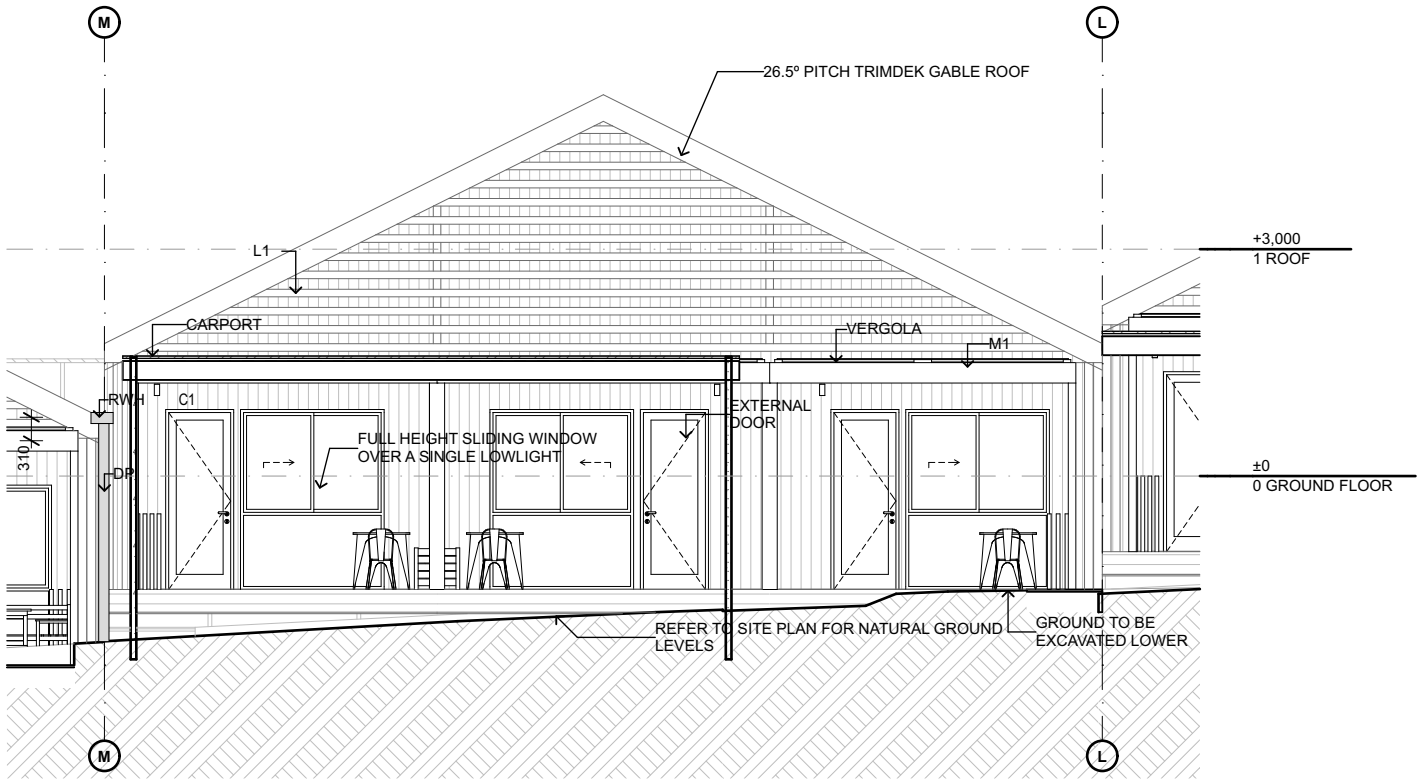 M
L
26.5º PITCH TRIMDEK GABLE ROOF
L1
+3,000
1 ROOF
CARPORT
VERGOLA
M1
RWH
C1
EXTERNAL
DOOR
FULL HEIGHT SLIDING WINDOW
OVER A SINGLE LOWLIGHT
310
DP
±0
0 GROUND FLOOR
REFER TO SITE PLAN FOR NATURAL GROUND
LEVELS
GROUND TO BE
EXCAVATED LOWER
M
L